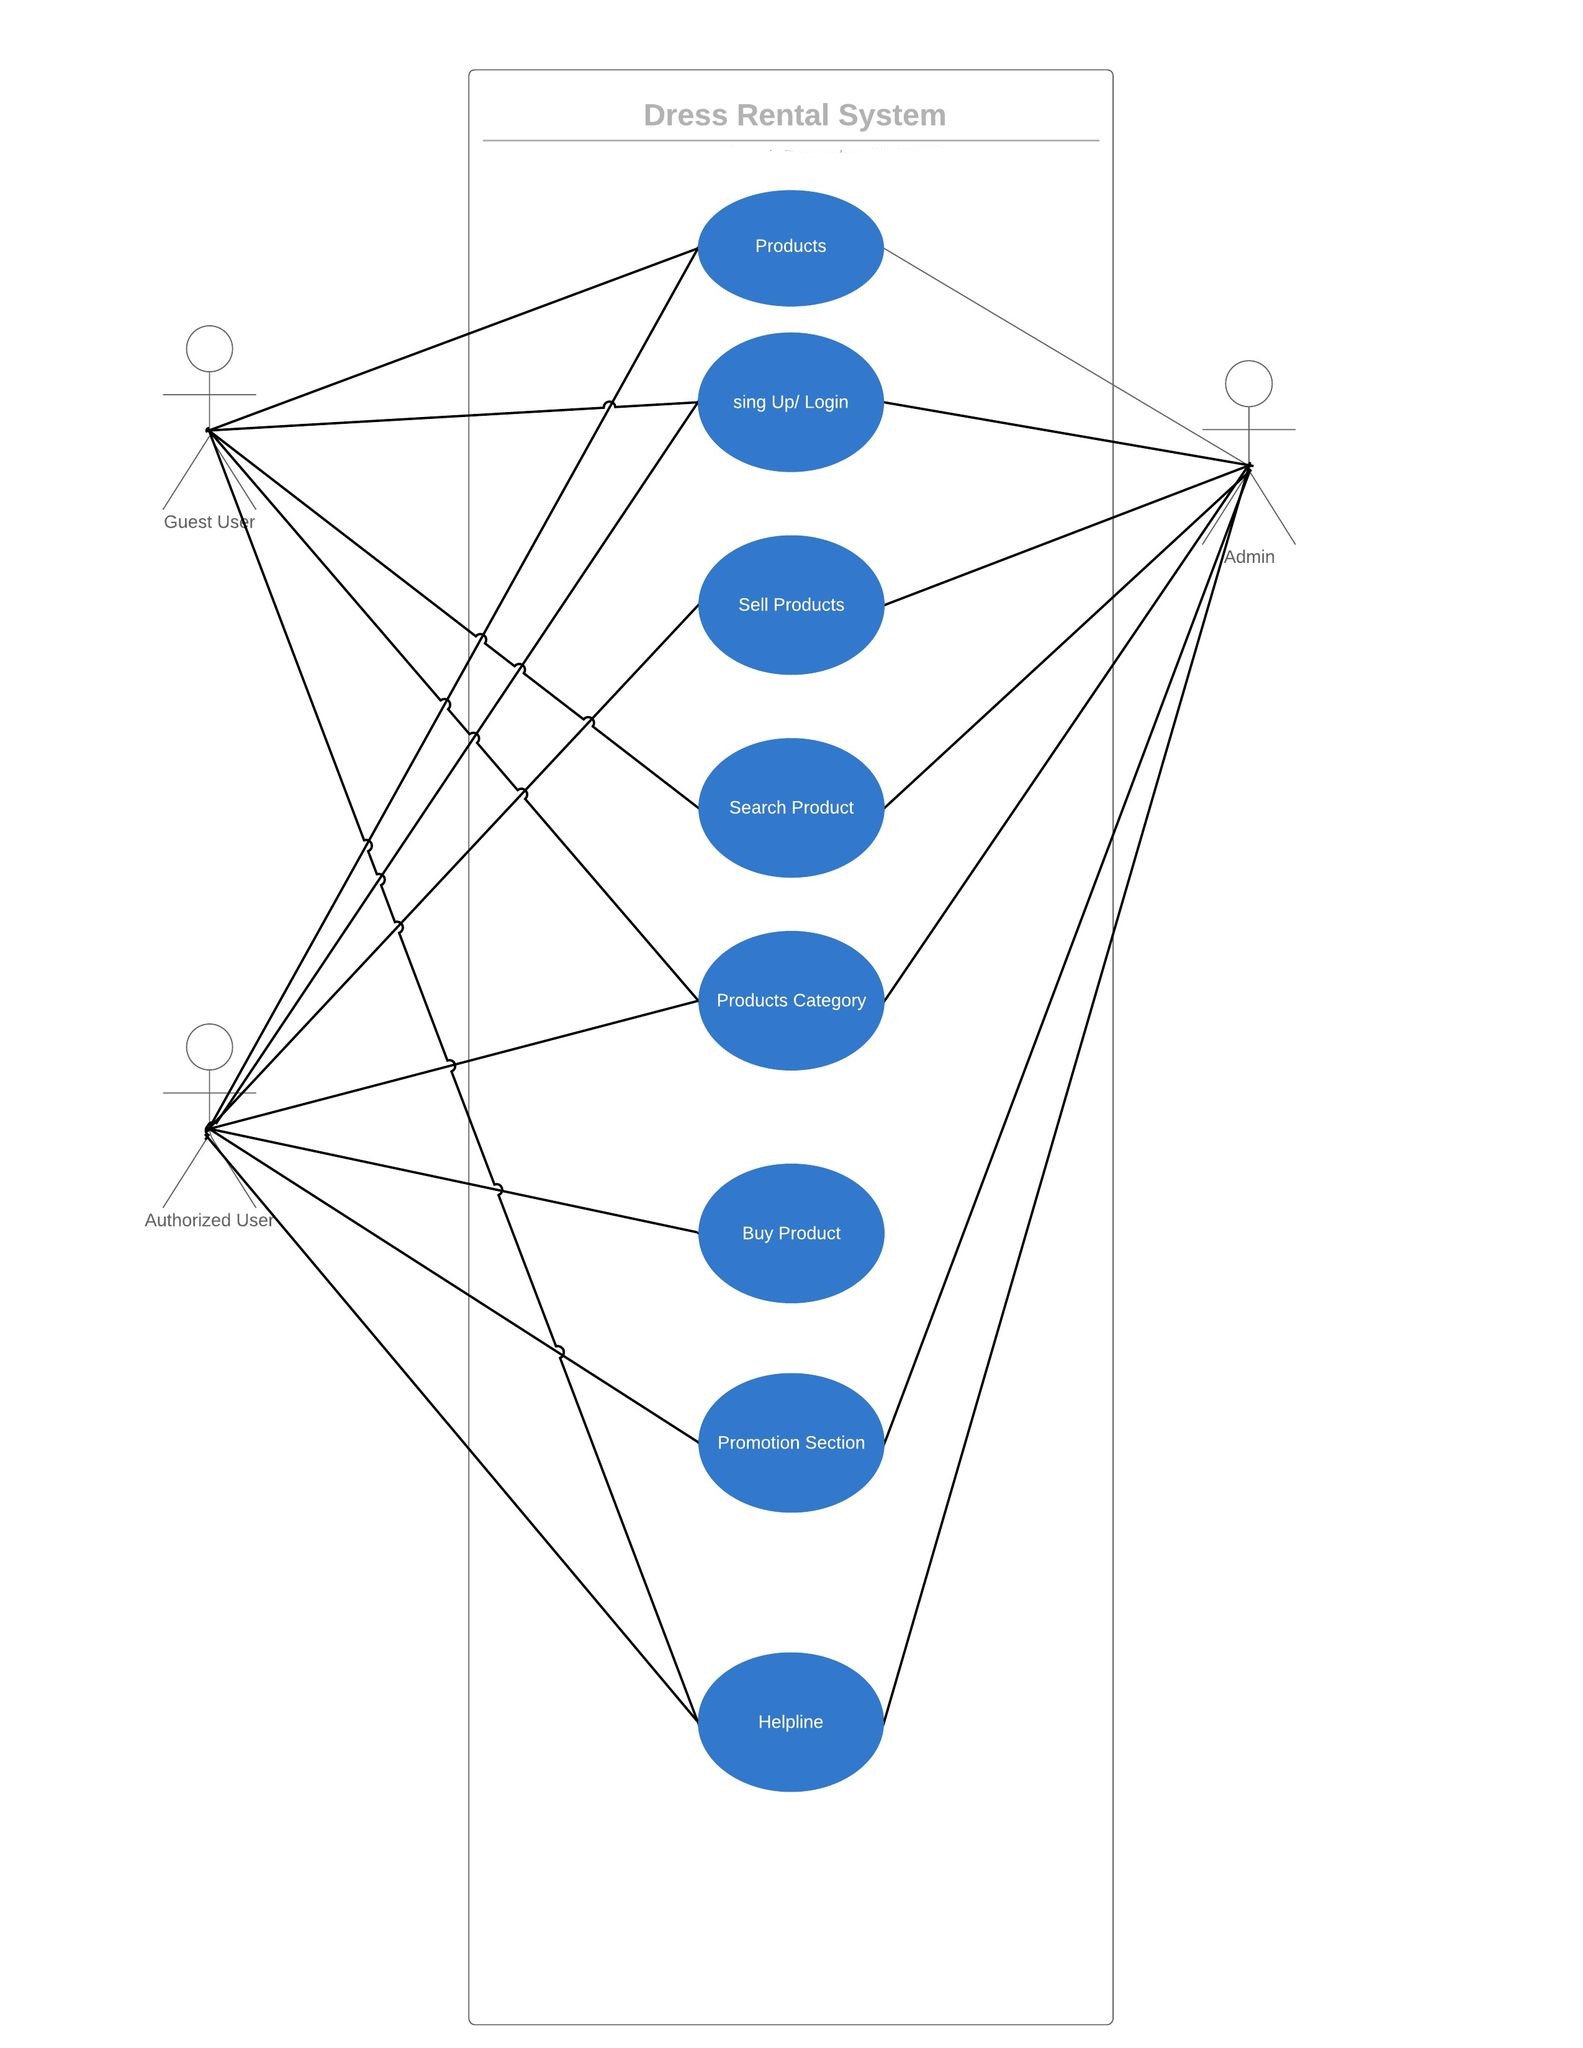 Dress Rental System
Products
sing Up/ Login
Guest User
Admin
Sell Products
Search Product
Products Category
Authorized User
Buy Product
Promotion Section
Helpline